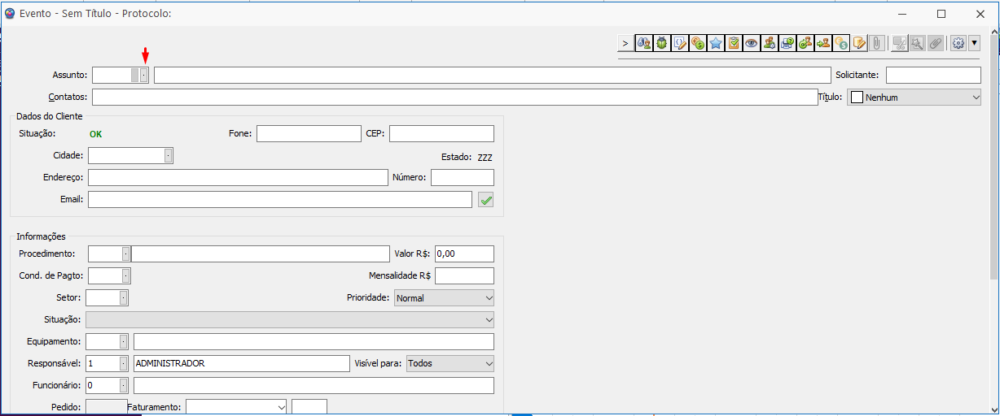 Evento - Sem Título - Protocolo:
>
Assunto: Solicitante:
Contatos: Título: Nenhum
Dados do Cliente
Situação: OK Fone: CEP:
Cidade: Estado: ZZZ
Endereço: Número:
Email:
Informações
Procedimento: Valor R$: 0,00
Cond. de Pagto: Mensalidade R$
Setor: Prioridade: Normal
Situação:
Equipamento:
Responsável: 1 ADMINISTRADOR Visível para: Todos
Funcionário: 0
Pedido: Faturamento: